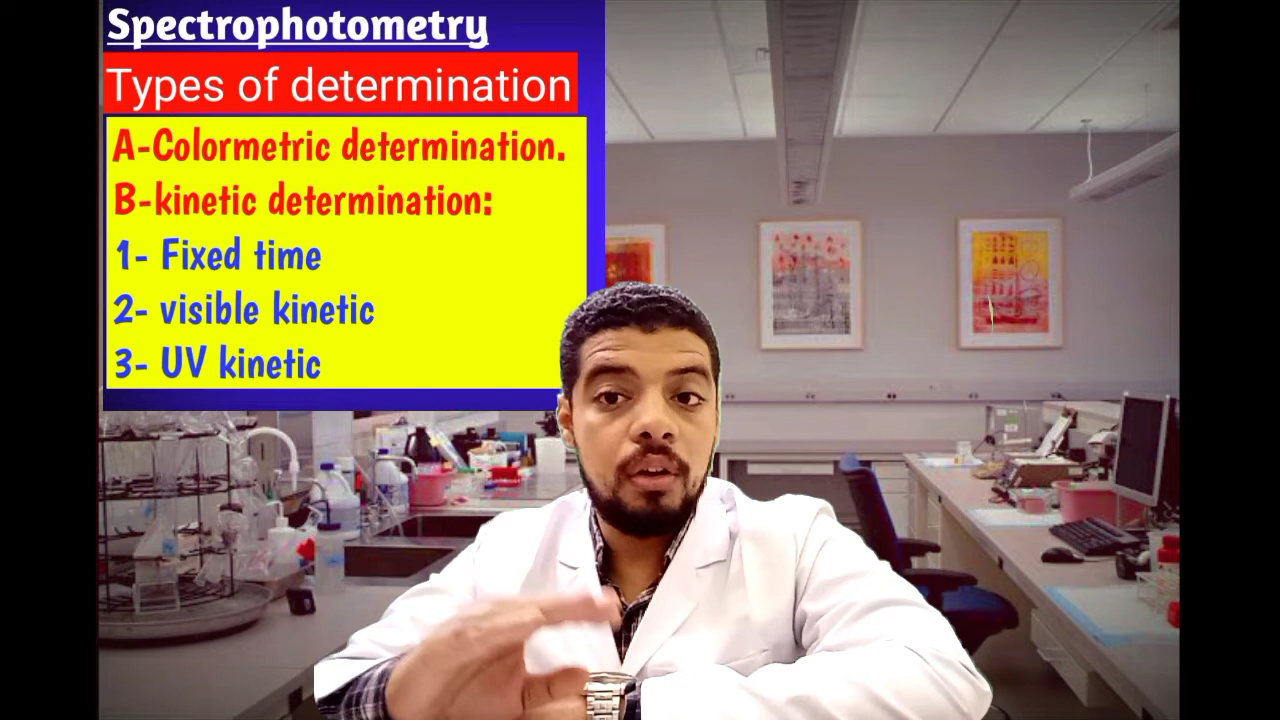 Spectrophotometry
Types of determination
A-Colormetric determination.
B-kinetic determination:
1- Fixed time
2- visible kinetic
3- UV kinetic